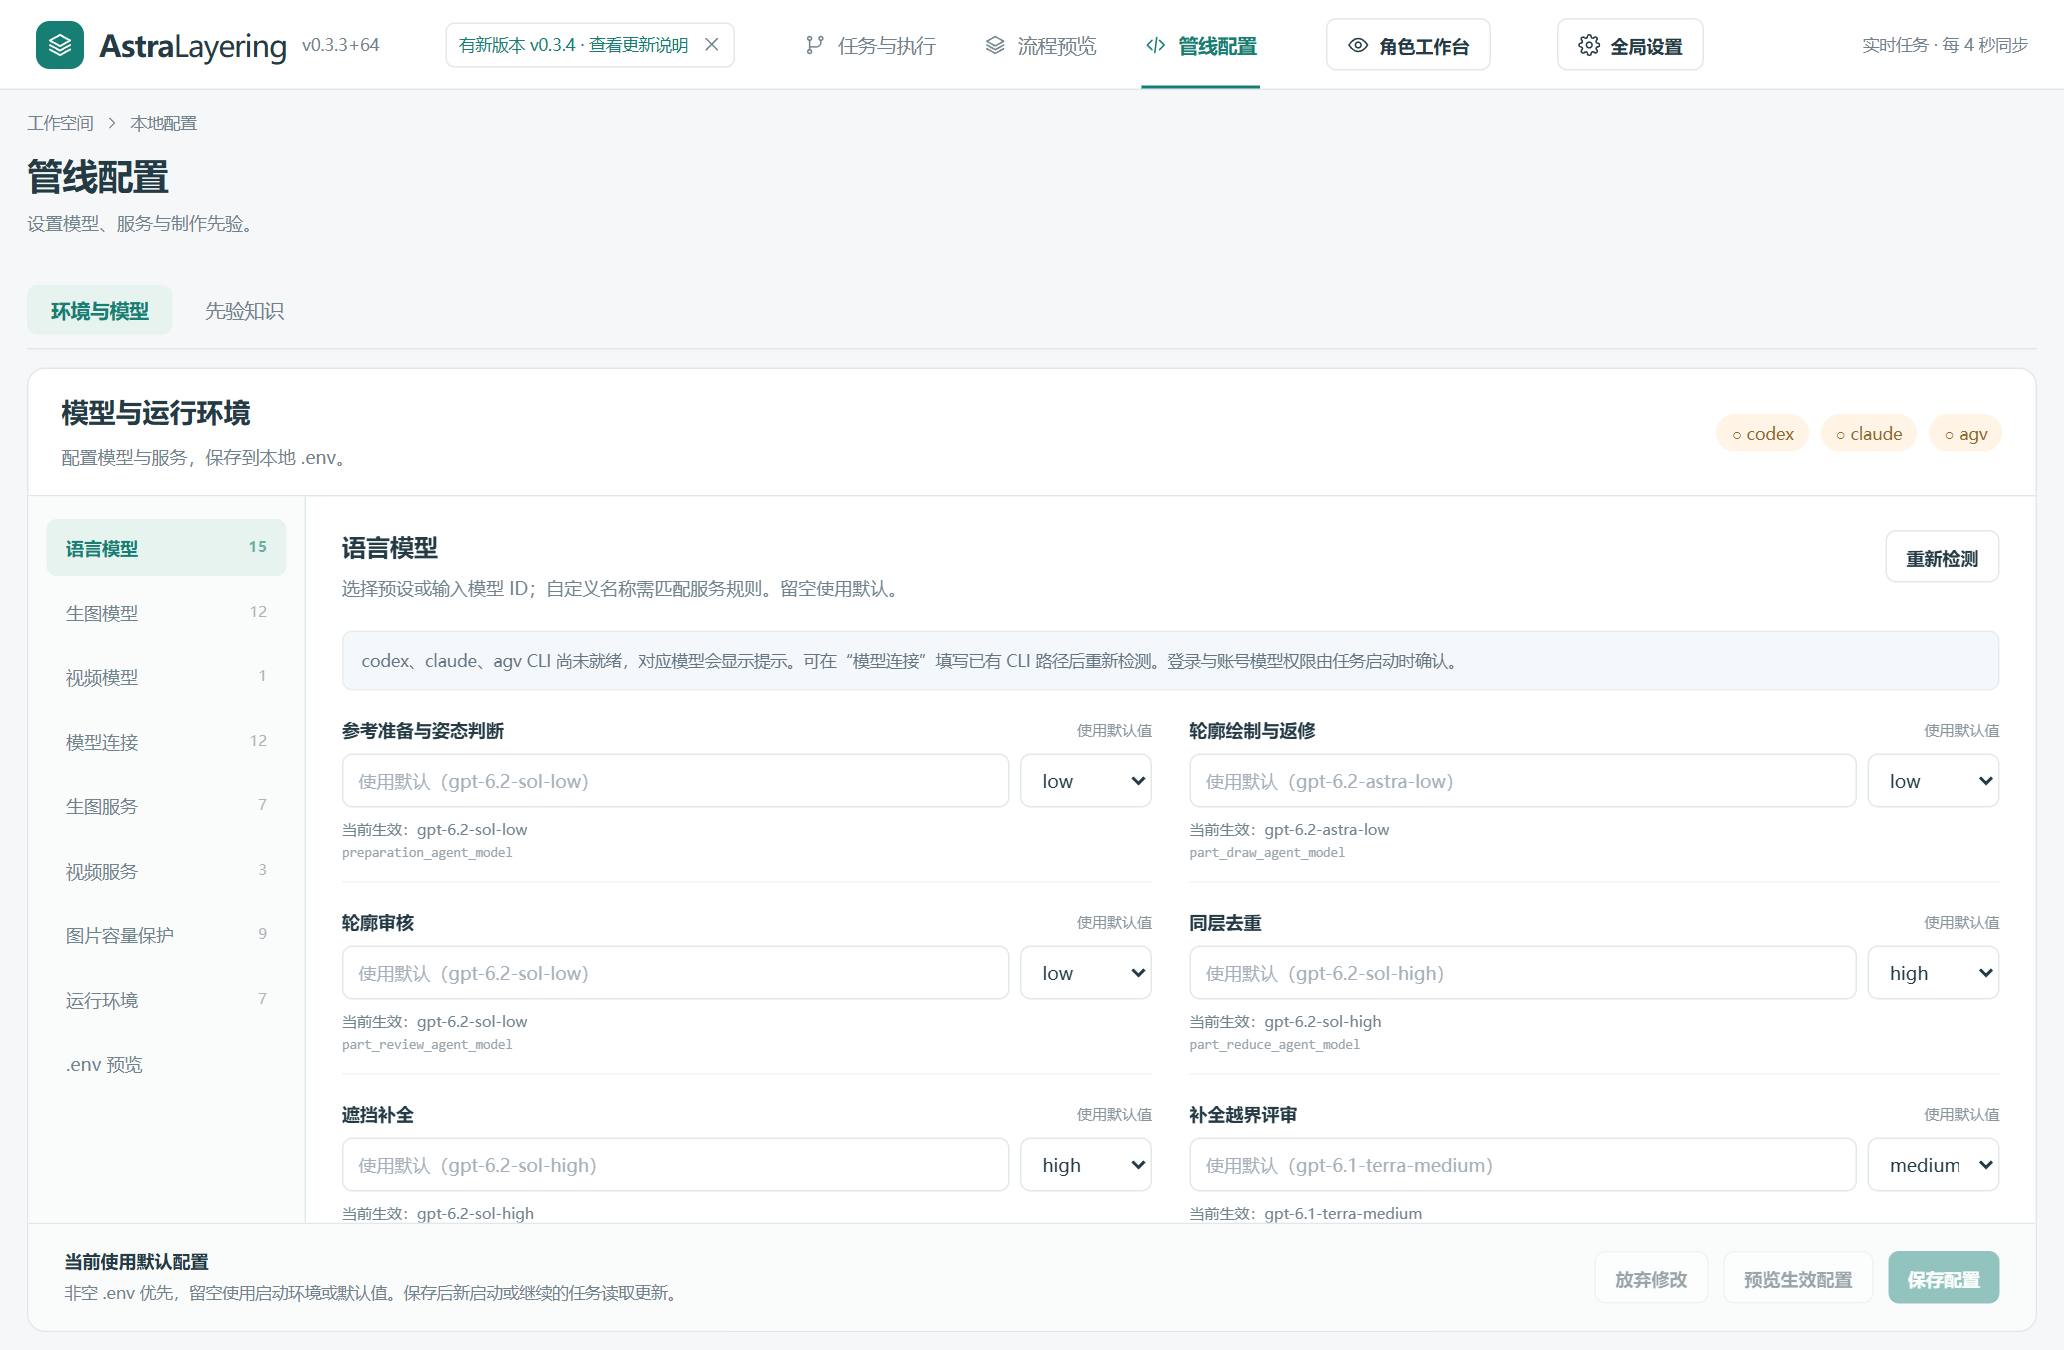 AstraLayering v0.3.3+64
有新版本 v0.3.4 · 查看更新说明
任务与执行
流程预览
管线配置
角色工作台
全局设置
实时任务 · 每 4 秒同步
工作空间 > 本地配置
管线配置
设置模型、服务与制作先验。
环境与模型
先验知识
模型与运行环境
配置模型与服务，保存到本地 .env。
codex
claude
agv
语言模型 15
生图模型 12
视频模型 1
模型连接 12
生图服务 7
视频服务 3
图片容量保护 9
运行环境 7
.env 预览
语言模型
选择预设或输入模型 ID；自定义名称需匹配服务规则。留空使用默认。
重新检测
codex、claude、agv CLI 尚未就绪，对应模型会显示提示。可在“模型连接”填写已有 CLI 路径后重新检测。登录与账号模型权限由任务启动时确认。
参考准备与姿态判断 使用默认值
使用默认（gpt-6.2-sol-low） low
当前生效：gpt-6.2-sol-low
preparation_agent_model
轮廓绘制与返修 使用默认值
使用默认（gpt-6.2-astra-low） low
当前生效：gpt-6.2-astra-low
part_draw_agent_model
轮廓审核 使用默认值
使用默认（gpt-6.2-sol-low） low
当前生效：gpt-6.2-sol-low
part_review_agent_model
同层去重 使用默认值
使用默认（gpt-6.2-sol-high） high
当前生效：gpt-6.2-sol-high
part_reduce_agent_model
遮挡补全 使用默认值
使用默认（gpt-6.2-sol-high） high
当前生效：gpt-6.2-sol-high
补全越界评审 使用默认值
使用默认（gpt-6.1-terra-medium） medium
当前生效：gpt-6.1-terra-medium
当前使用默认配置
非空 .env 优先，留空使用启动环境或默认值。保存后新启动或继续的任务读取更新。
放弃修改
预览生效配置
保存配置